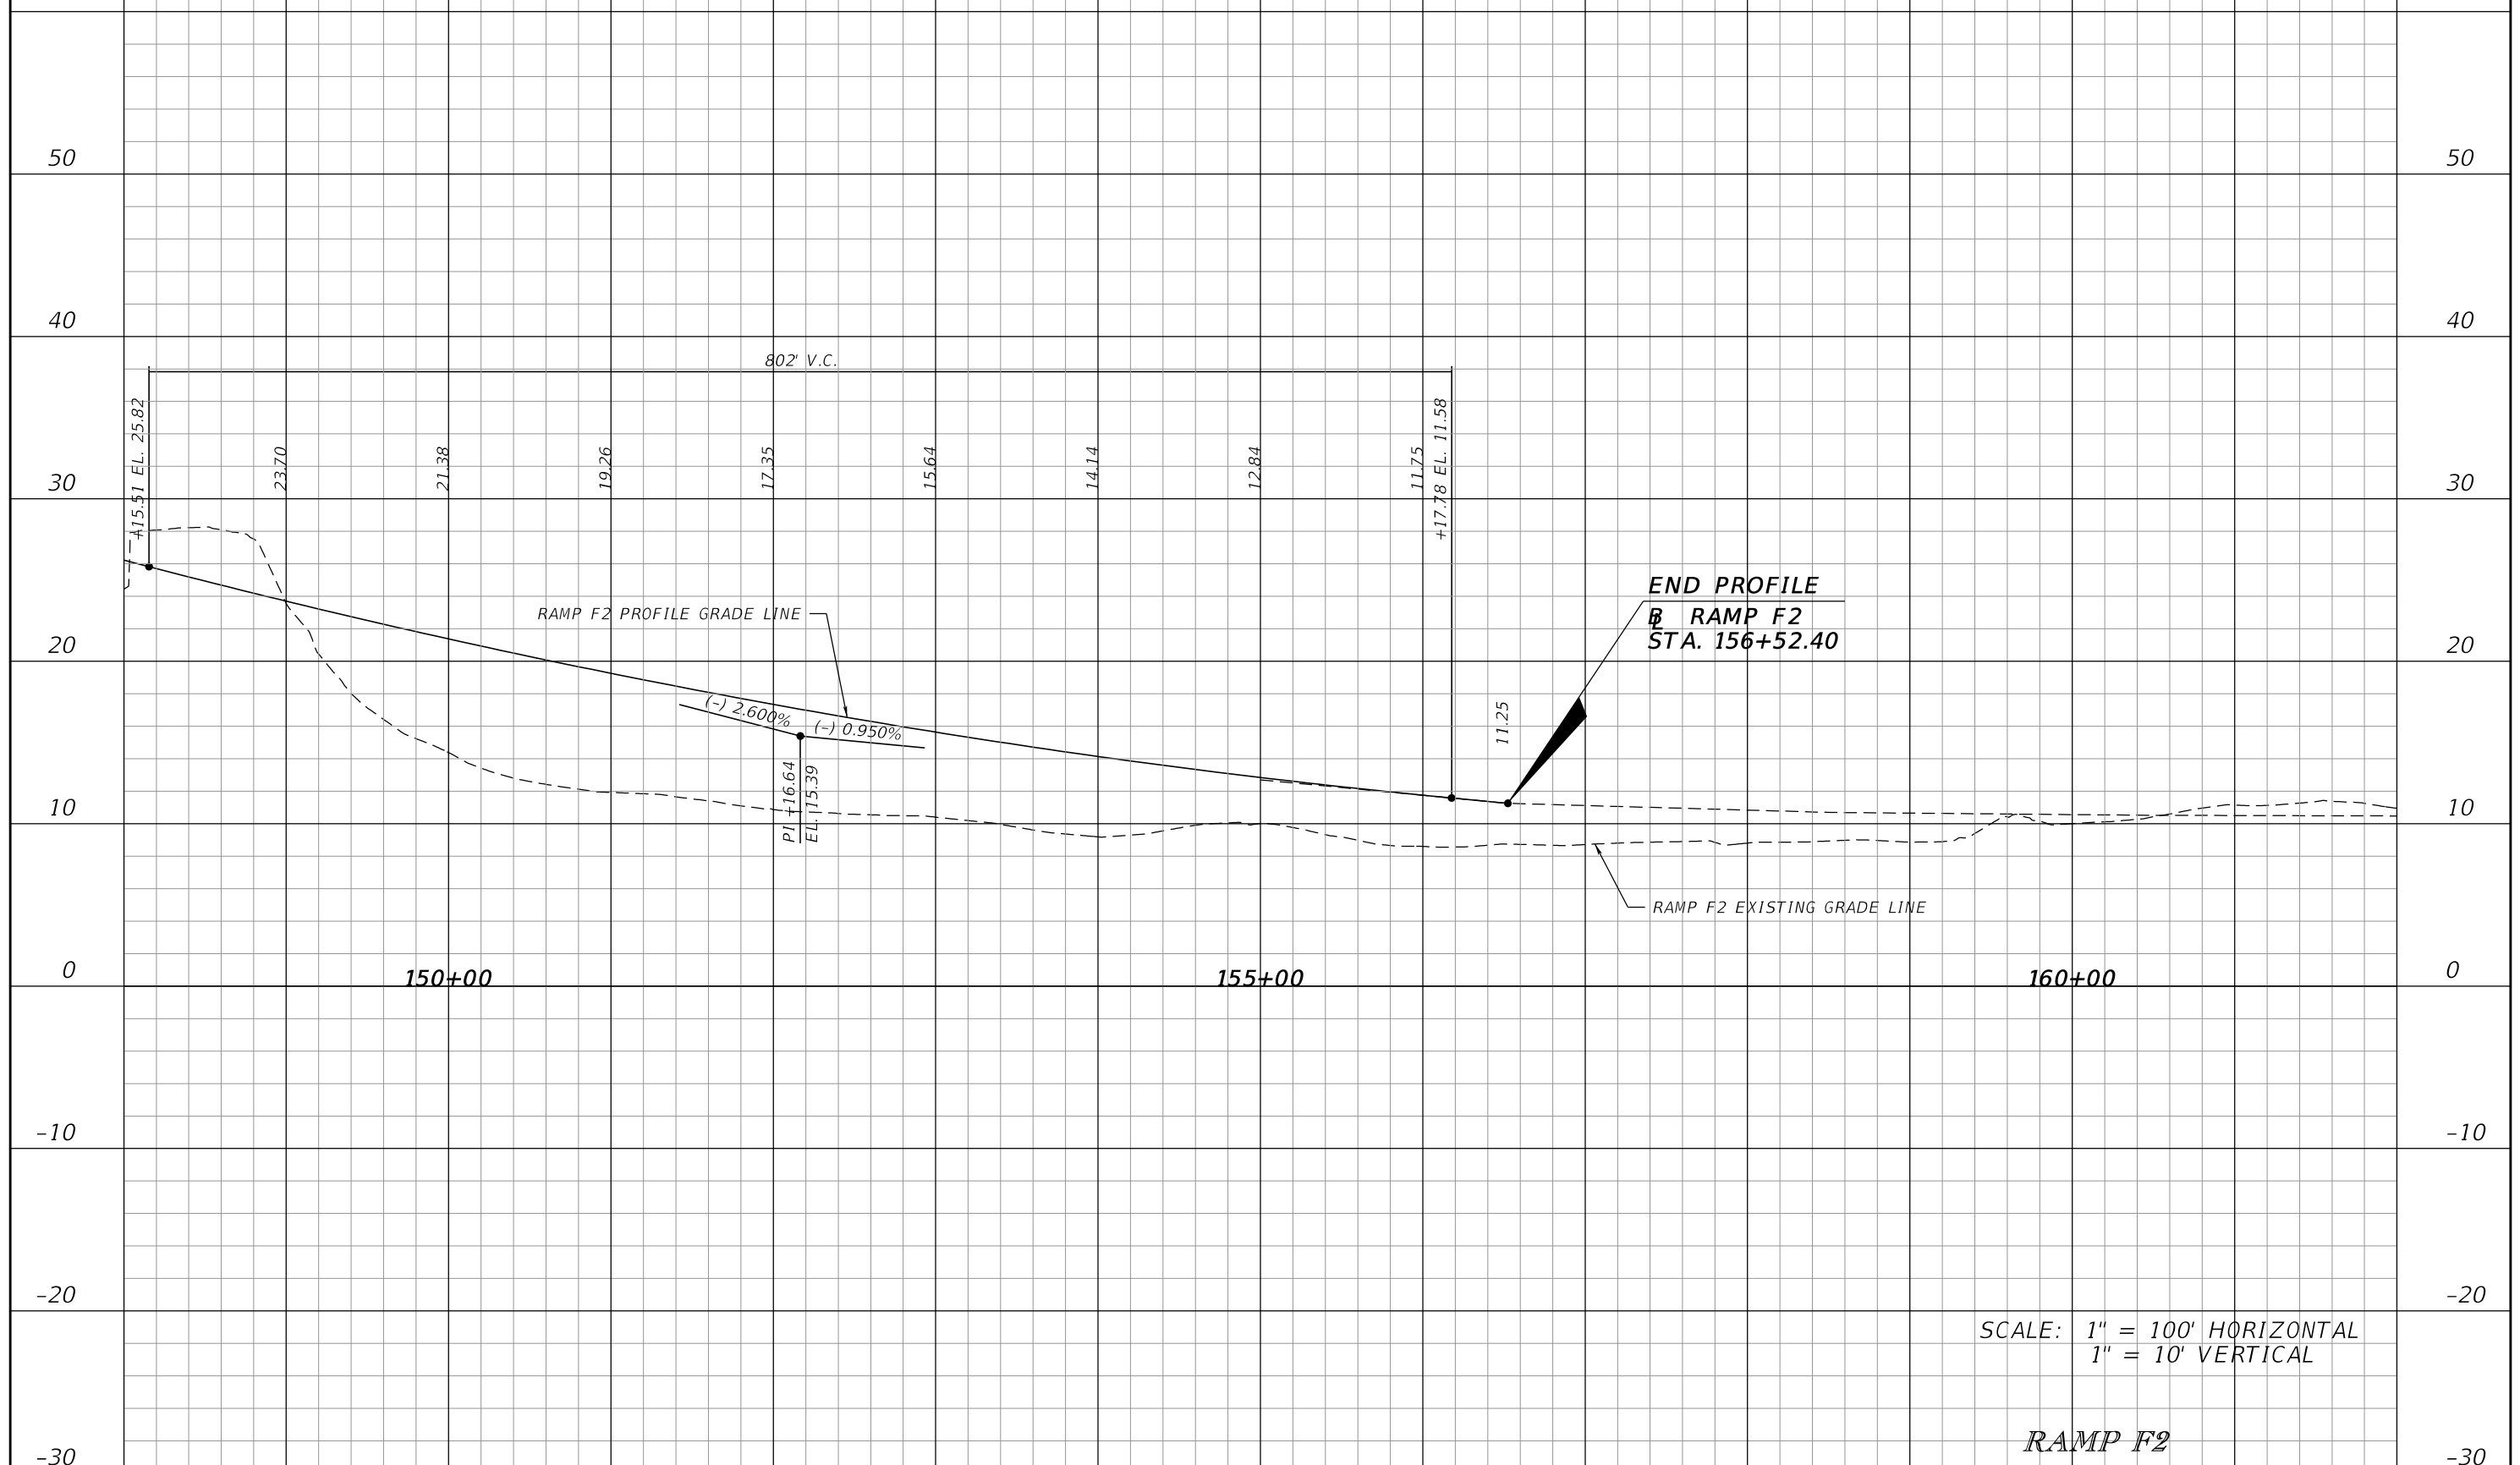 50 50
40 40
802' V.C.
+15.51 EL. 25.82
23.70
21.38
19.26
17.35
15.64
14.14
12.84
11.75
+17.78 EL. 11.58
30 30
END PROFILE
BL RAMP F2
STA. 156+52.40
RAMP F2 PROFILE GRADE LINE
20 20
(-) 2.600%
(-) 0.950%
11.25
PI +16.64
EL. 15.39
10 10
RAMP F2 EXISTING GRADE LINE
0 0
150+00 155+00 160+00
-10 -10
-20 -20
SCALE: 1" = 100' HORIZONTAL
1" = 10' VERTICAL
RAMP F2
-30 -30